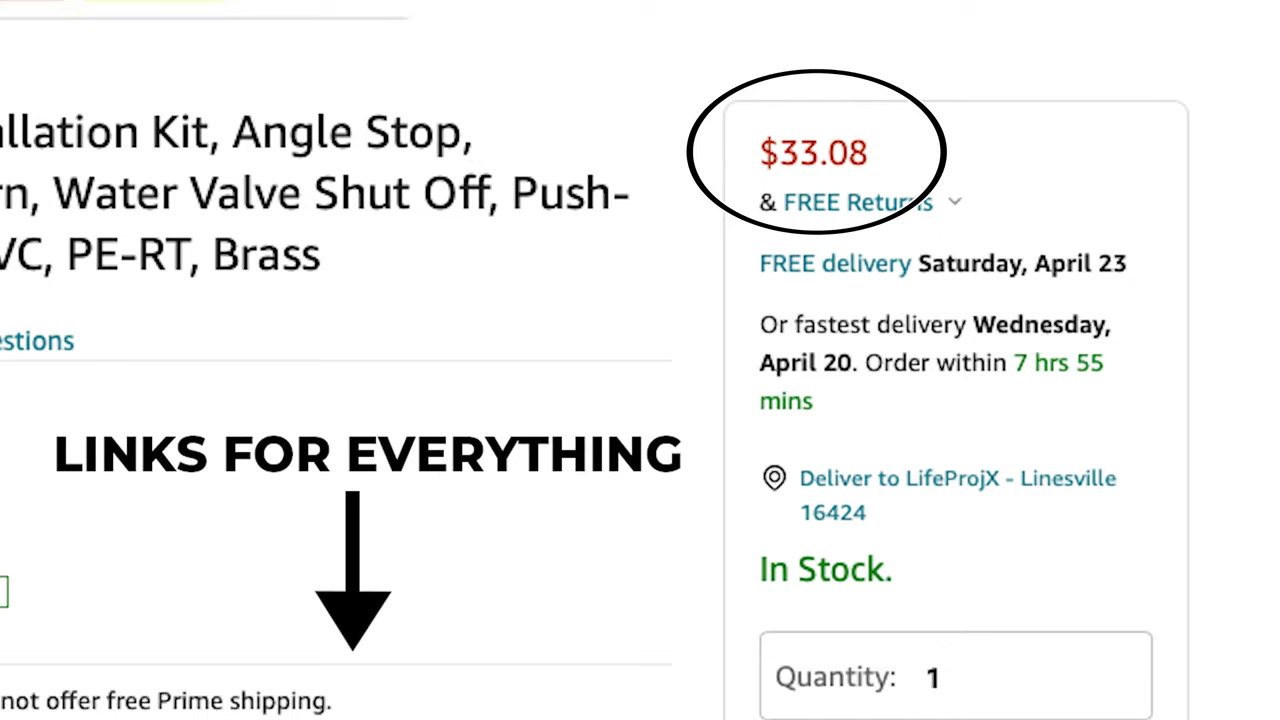 allation Kit, Angle Stop,
rn, Water Valve Shut Off, Push-
VC, PE-RT, Brass
estions
LINKS FOR EVERYTHING
not offer free Prime shipping.
$33.08
& FREE Returns
FREE delivery Saturday, April 23
Or fastest delivery Wednesday,
April 20. Order within 7 hrs 55
mins
Deliver to LifeProjX - Linesville
16424
In Stock.
Quantity: 1